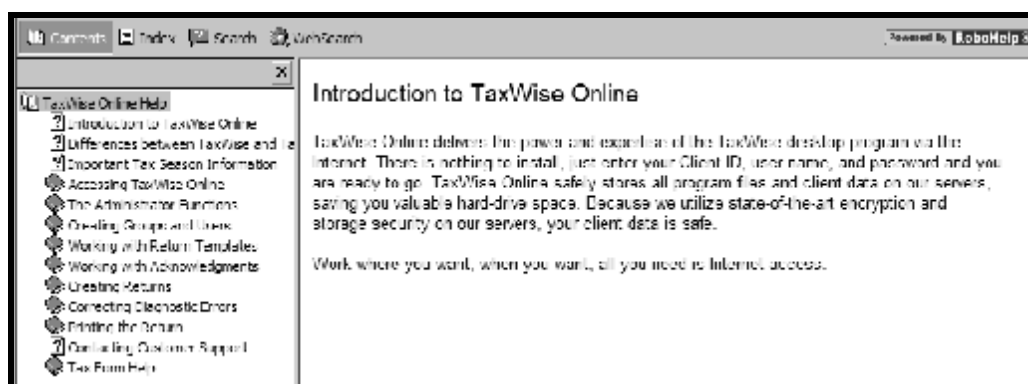 Contents Index Search WebSearch Powered By RoboHelp
TaxWise Online Help
Introduction to TaxWise Online
Differences between TaxWise and Ta
Important Tax Season Information
Accessing TaxWise Online
The Administrator Functions
Creating Groups and Users
Working with Return Templates
Working with Acknowledgments
Creating Returns
Correcting Diagnostic Errors
Printing the Return
Contacting Customer Support
Tax Form Help
Introduction to TaxWise Online
TaxWise Online delivers the power and expertise of the TaxWise desktop program via the
Internet. There is nothing to install, just enter your Client ID, user name, and password and you
are ready to go. TaxWise Online safely stores all program files and client data on our servers,
saving you valuable hard-drive space. Because we utilize state-of-the-art encryption and
storage security on our servers, your client data is safe.
Work where you want, when you want, all you need is Internet access.